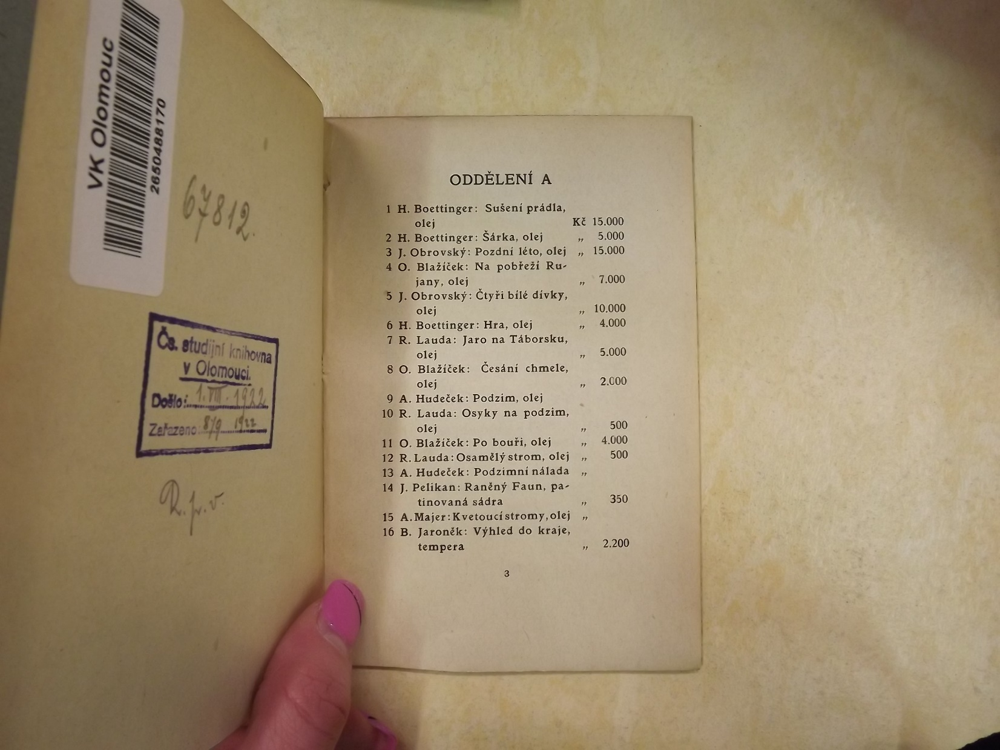 VK Olomouc
2650488170
67812.
Čs. studijní knihovna
v Olomouci.
Došlo: 1. VIII. 1922
Zařazeno: 8/9 1922
R. p. v.
ODDĚLENÍ A
1 H. Boettinger: Sušení prádla,
olej Kč 15.000
2 H. Boettinger: Šárka, olej „ 5.000
3 J. Obrovský: Pozdní léto, olej „ 15.000
4 O. Blažíček: Na pobřeží Ru-
jany, olej „ 7.000
5 J. Obrovský: Čtyři bílé dívky,
olej „ 10.000
6 H. Boettinger: Hra, olej „ 4.000
7 R. Lauda: Jaro na Táborsku,
olej „ 5.000
8 O. Blažíček: Česání chmele,
olej „ 2.000
9 A. Hudeček: Podzim, olej
10 R. Lauda: Osyky na podzim,
olej „ 500
11 O. Blažíček: Po bouři, olej „ 4.000
12 R. Lauda: Osamělý strom, olej „ 500
13 A. Hudeček: Podzimní nálada „
14 J. Pelikan: Raněný Faun, pa-
tinovaná sádra „ 350
15 A. Majer: Kvetoucí stromy, olej „
16 B. Jaroněk: Výhled do kraje,
tempera „ 2.200
3